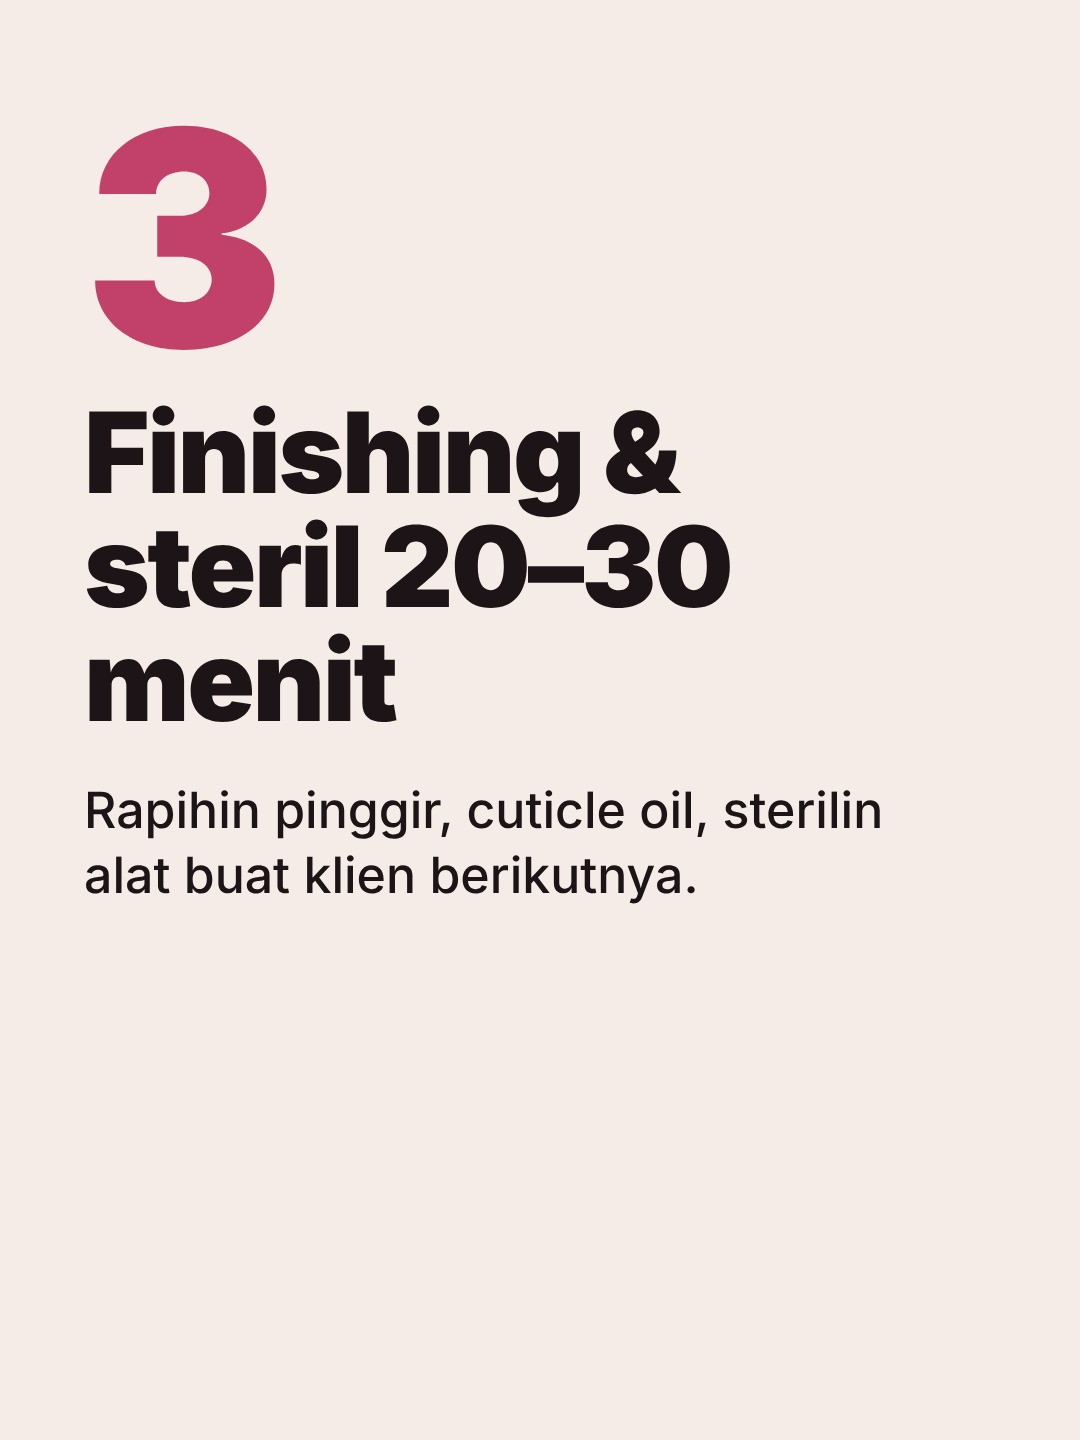 3
Finishing &
steril 20–30
menit
Rapihin pinggir, cuticle oil, sterilin
alat buat klien berikutnya.